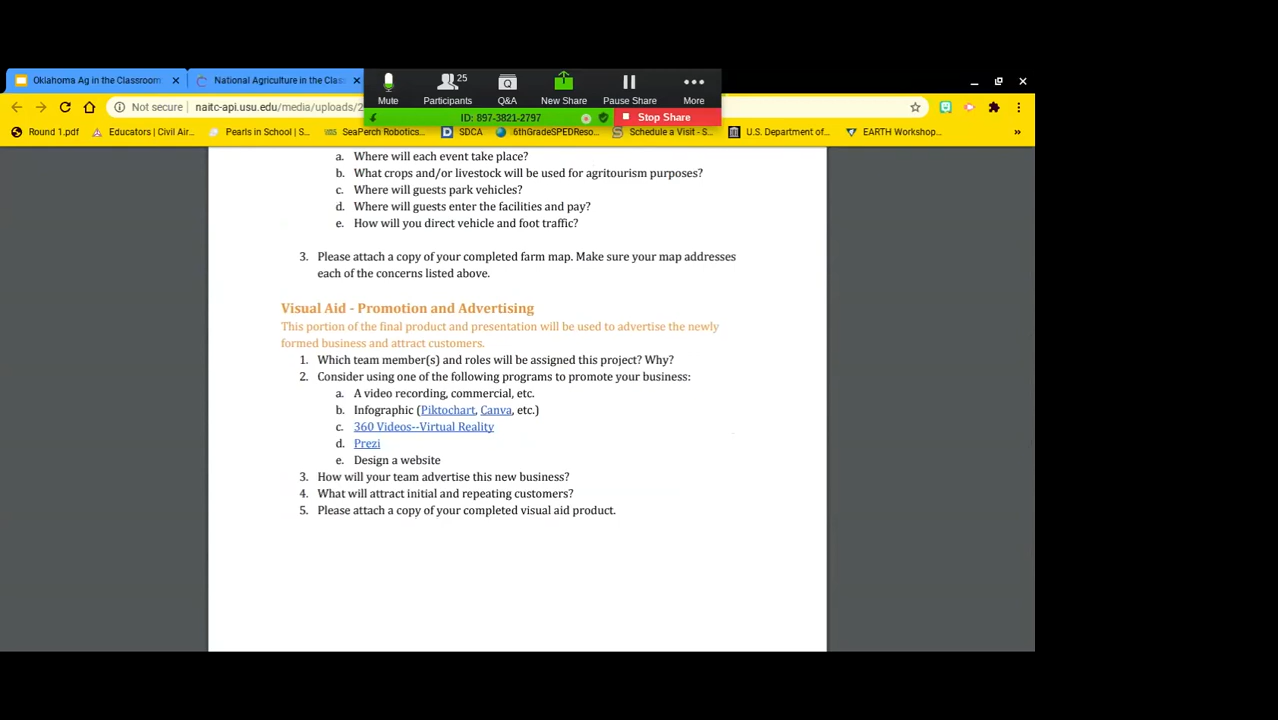 Oklahoma Ag in the Classroom
National Agriculture in the Clas
Mute
25
Participants
Q
Q&A
New Share
Pause Share
More
ID: 897-3821-2797
Stop Share
Not secure
naitc-api.usu.edu/media/uploads/2
Round 1.pdf
Educators | Civil Air...
Pearls in School | S...
SeaPerch Robotics...
SDCA
6thGradeSPEDReso...
Schedule a Visit - S...
U.S. Department of...
EARTH Workshop...
a. Where will each event take place?
b. What crops and/or livestock will be used for agritourism purposes?
c. Where will guests park vehicles?
d. Where will guests enter the facilities and pay?
e. How will you direct vehicle and foot traffic?
3. Please attach a copy of your completed farm map. Make sure your map addresses
each of the concerns listed above.
Visual Aid - Promotion and Advertising
This portion of the final product and presentation will be used to advertise the newly
formed business and attract customers.
1. Which team member(s) and roles will be assigned this project? Why?
2. Consider using one of the following programs to promote your business:
a. A video recording, commercial, etc.
b. Infographic (Piktochart, Canva, etc.)
c. 360 Videos--Virtual Reality
d. Prezi
e. Design a website
3. How will your team advertise this new business?
4. What will attract initial and repeating customers?
5. Please attach a copy of your completed visual aid product.